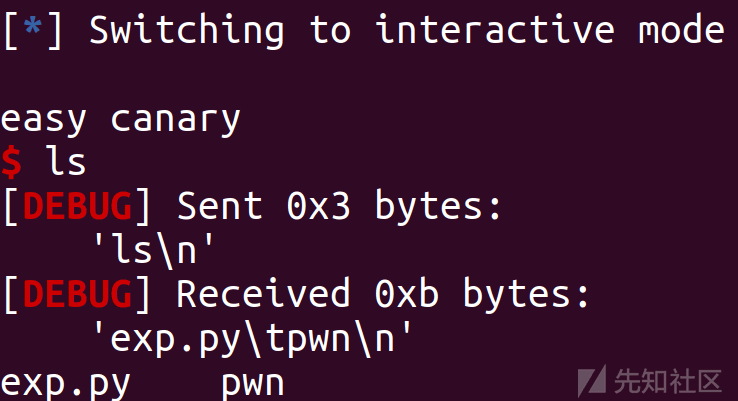 [*] Switching to interactive mode
easy canary
$ ls
[DEBUG] Sent 0x3 bytes:
    'ls\n'
[DEBUG] Received 0xb bytes:
    'exp.py\tpwn\n'
exp.py    pwn
先知社区